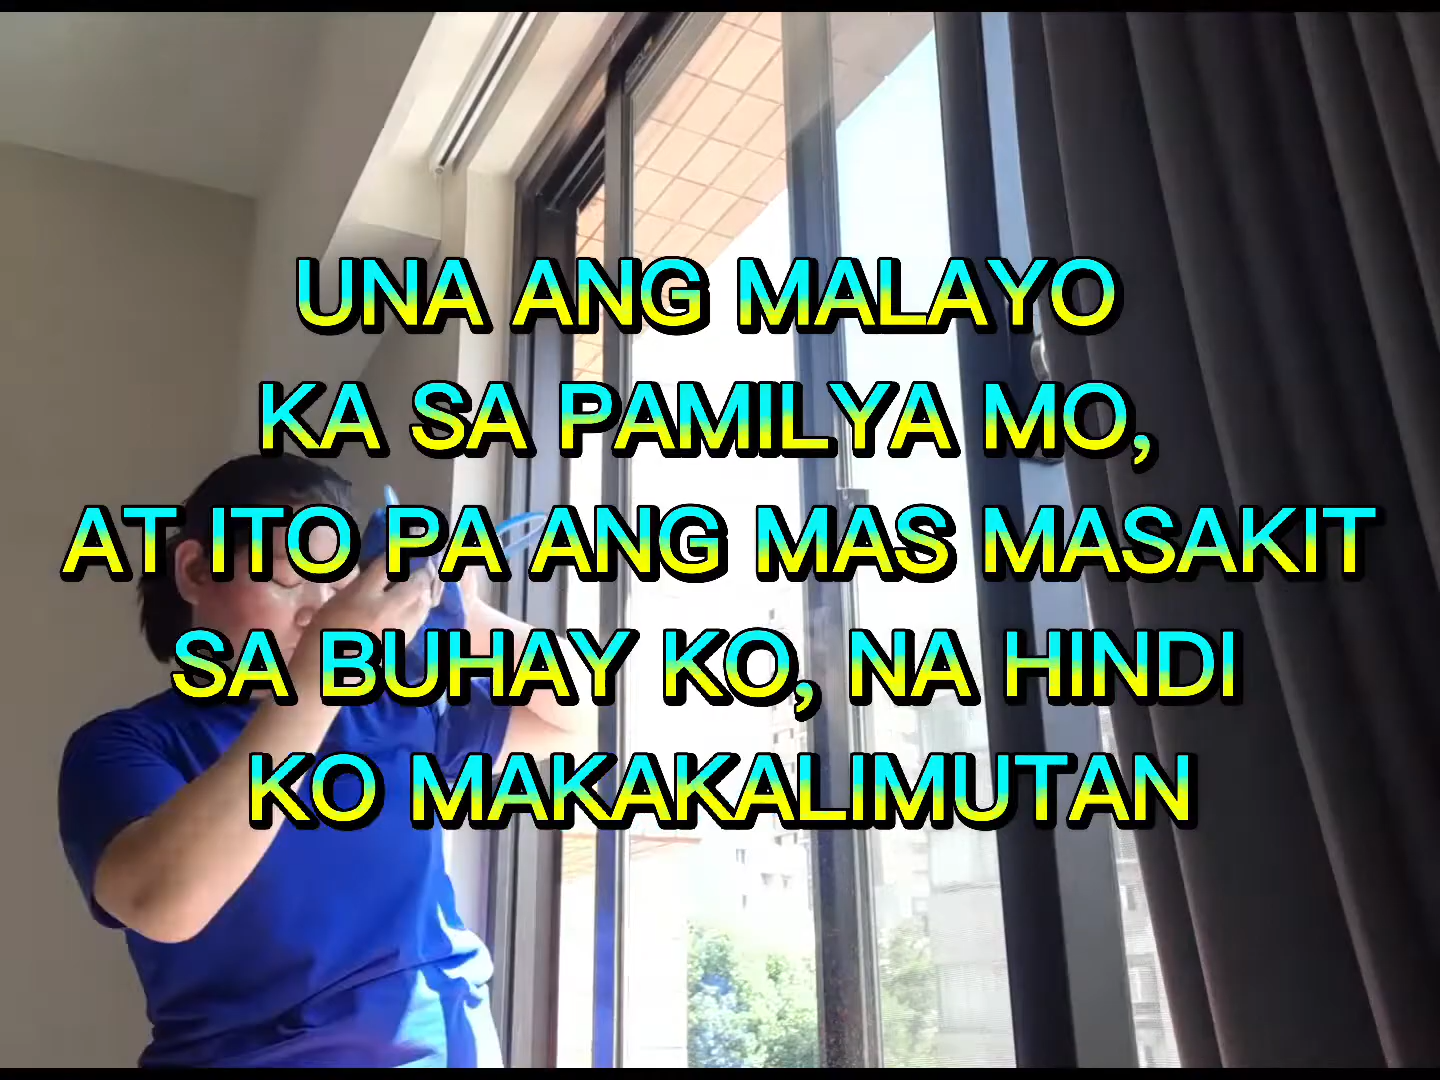 UNA ANG MALAYO
KA SA PAMILYA MO,
AT ITO PA ANG MAS MASAKIT
SA BUHAY KO, NA HINDI
KO MAKAKALIMUTAN